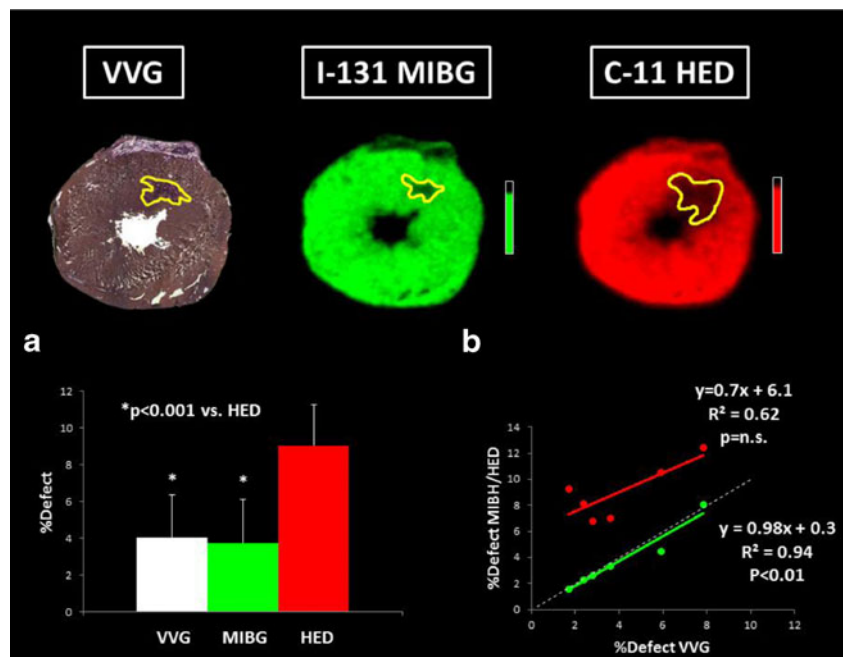 VVG
I-131 MIBG
C-11 HED
a
b
12
10
8
6
4
2
0
%Defect
*p<0.001 vs. HED
*
*
VVG
MIBG
HED
14
12
10
8
6
4
2
0
%Defect MIBH/HED
y=0.7x + 6.1
R² = 0.62
p=n.s.
y = 0.98x + 0.3
R² = 0.94
P<0.01
0
2
4
6
8
10
12
%Defect VVG